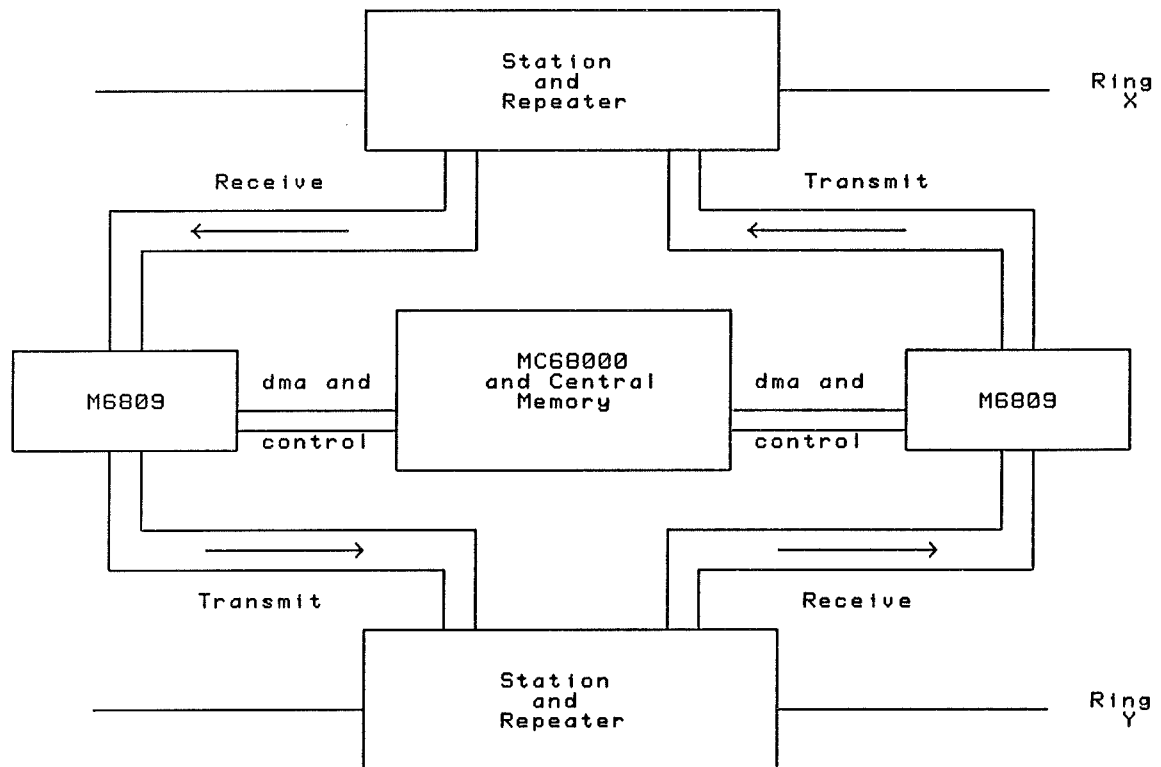 Station
and
Repeater
Ring
X
Receive
Transmit
MC68000
and Central
Memory
dma and
control
dma and
control
M6809
M6809
Transmit
Receive
Station
and
Repeater
Ring
Y